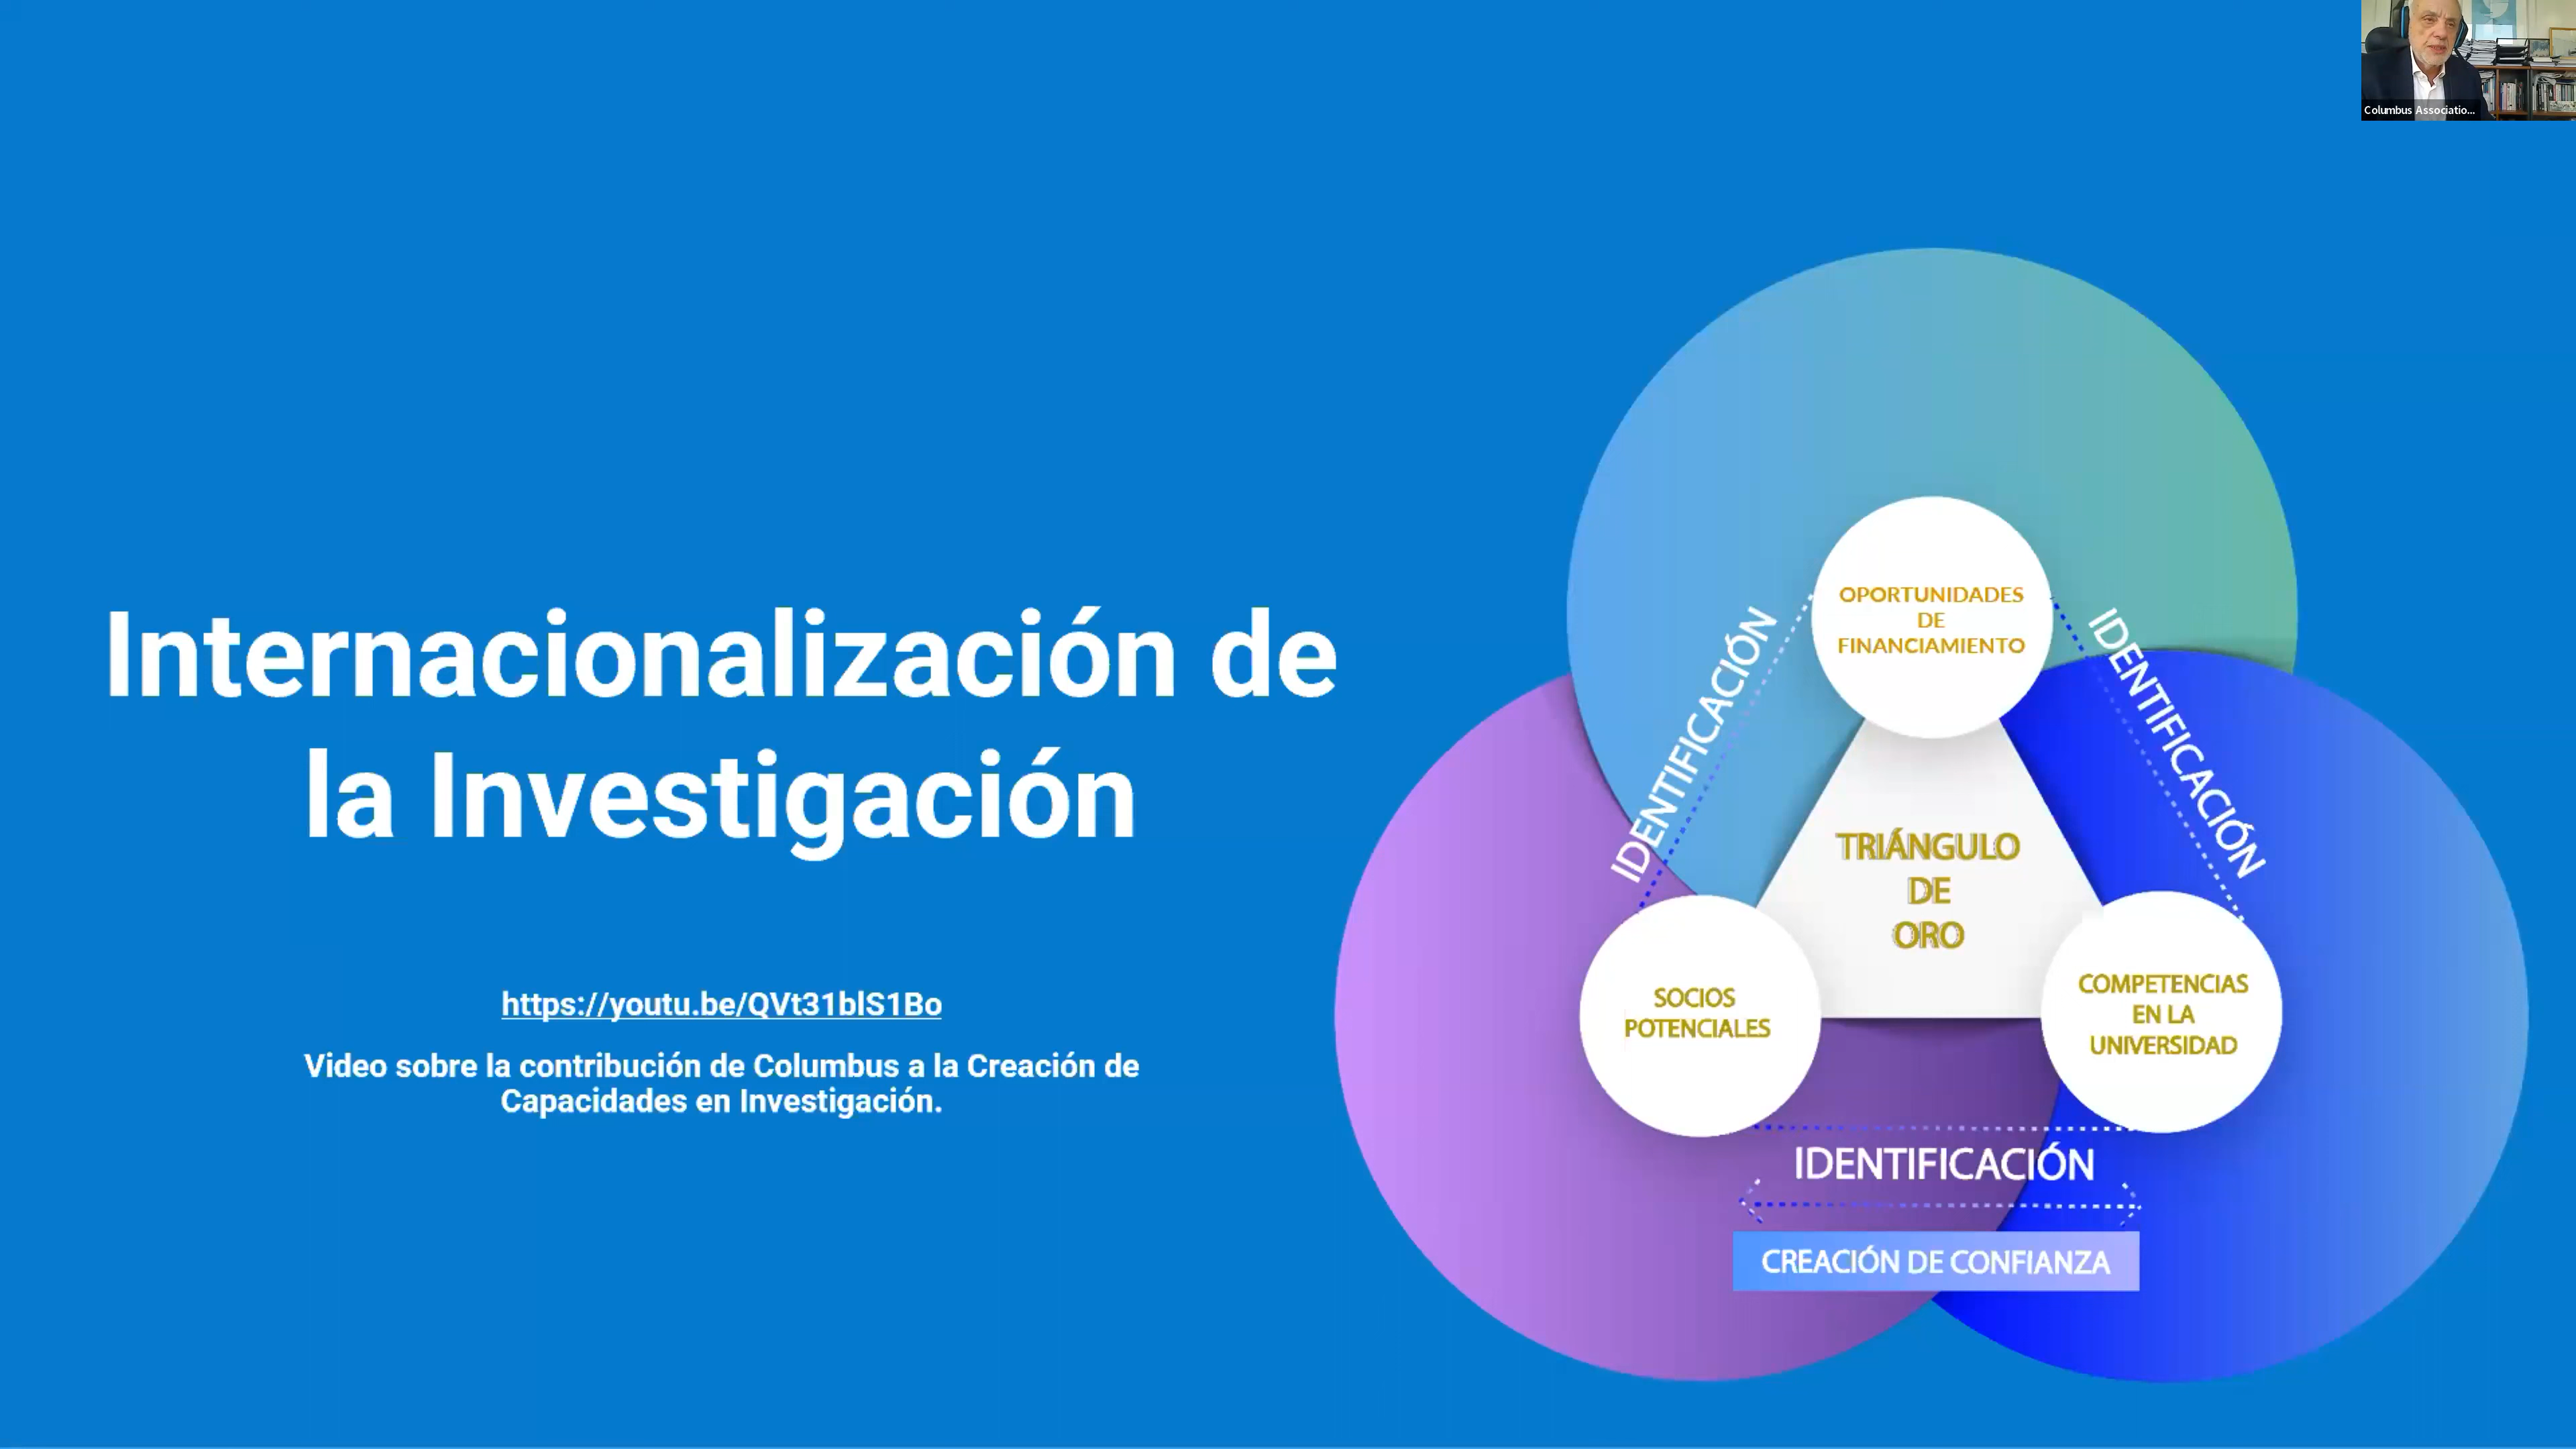 Columbus Associatio...
Internacionalización de
la Investigación
https://youtu.be/QVt31blS1Bo
Video sobre la contribución de Columbus a la Creación de
Capacidades en Investigación.
OPORTUNIDADES
DE
FINANCIAMIENTO
IDENTIFICACIÓN
IDENTIFICACIÓN
TRIÁNGULO
DE
ORO
SOCIOS
POTENCIALES
COMPETENCIAS
EN LA
UNIVERSIDAD
IDENTIFICACIÓN
CREACIÓN DE CONFIANZA